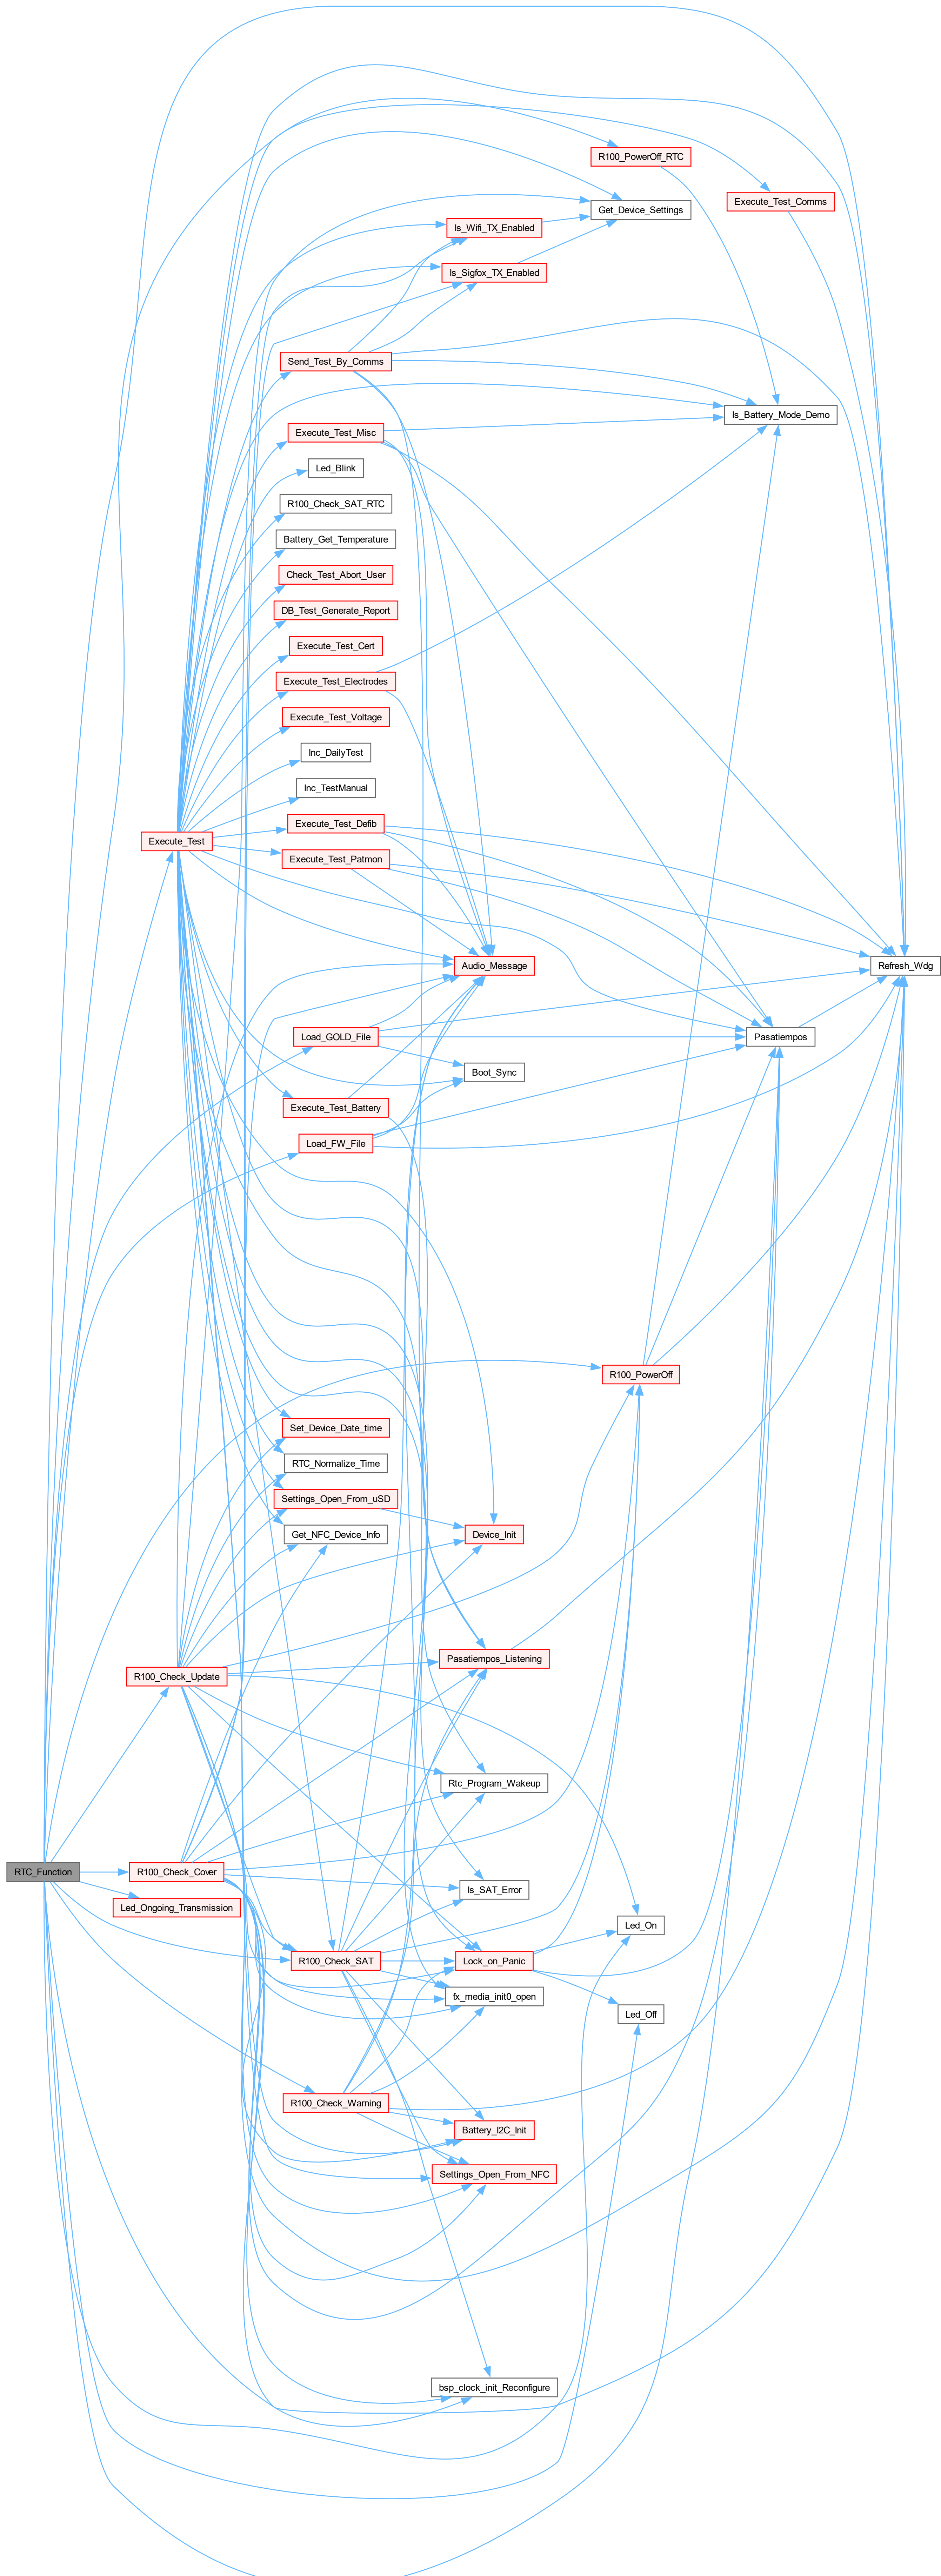 R100_PowerOff_RTC
Execute_Test_Comms
Get_Device_Settings
Is_Wifi_TX_Enabled
Is_Sigfox_TX_Enabled
Send_Test_By_Comms
Is_Battery_Mode_Demo
Execute_Test_Misc
Led_Blink
R100_Check_SAT_RTC
Battery_Get_Temperature
Check_Test_Abort_User
DB_Test_Generate_Report
Execute_Test_Cert
Execute_Test_Electrodes
Execute_Test_Voltage
Inc_DailyTest
Inc_TestManual
Execute_Test_Defib
Execute_Test
Execute_Test_Patmon
Audio_Message
Refresh_Wdg
Load_GOLD_File
Pasatiempos
Boot_Sync
Execute_Test_Battery
Load_FW_File
R100_PowerOff
Set_Device_Date_time
RTC_Normalize_Time
Settings_Open_From_uSD
Get_NFC_Device_Info
Device_Init
Pasatiempos_Listening
R100_Check_Update
Rtc_Program_Wakeup
RTC_Function
R100_Check_Cover
Is_SAT_Error
Led_Ongoing_Transmission
Led_On
R100_Check_SAT
Lock_on_Panic
fx_media_init0_open
Led_Off
R100_Check_Warning
Battery_I2C_Init
Settings_Open_From_NFC
bsp_clock_init_Reconfigure